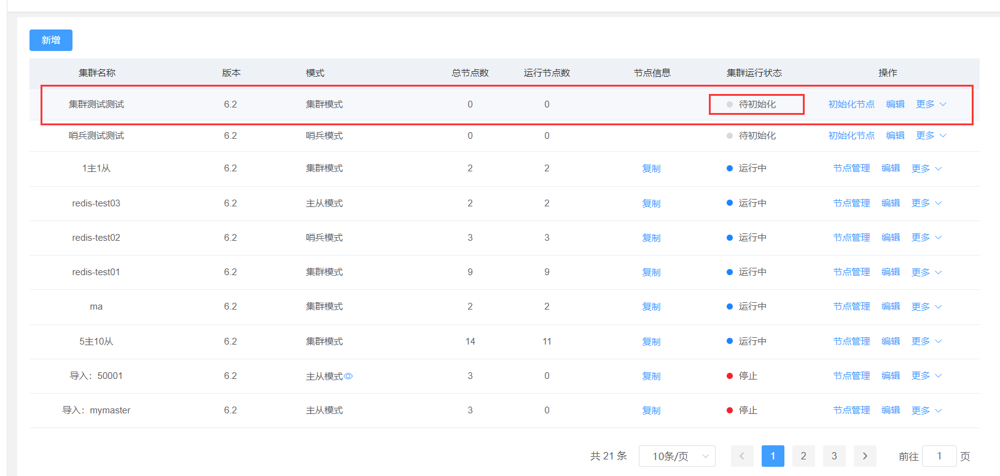 新增
集群名称 版本 模式 总节点数 运行节点数 节点信息 集群运行状态 操作
集群测试测试 6.2 集群模式 0 0 待初始化 初始化节点 编辑 更多
哨兵测试测试 6.2 哨兵模式 0 0 待初始化 初始化节点 编辑 更多
1主1从 6.2 集群模式 2 2 复制 运行中 节点管理 编辑 更多
redis-test03 6.2 主从模式 2 2 复制 运行中 节点管理 编辑 更多
redis-test02 6.2 哨兵模式 3 3 复制 运行中 节点管理 编辑 更多
redis-test01 6.2 集群模式 9 9 复制 运行中 节点管理 编辑 更多
ma 6.2 集群模式 2 2 复制 运行中 节点管理 编辑 更多
5主10从 6.2 集群模式 14 11 复制 运行中 节点管理 编辑 更多
导入：50001 6.2 主从模式 3 0 复制 停止 节点管理 编辑 更多
导入：mymaster 6.2 主从模式 3 0 复制 停止 节点管理 编辑 更多
共 21 条 10条/页 1 2 3 前往 1 页